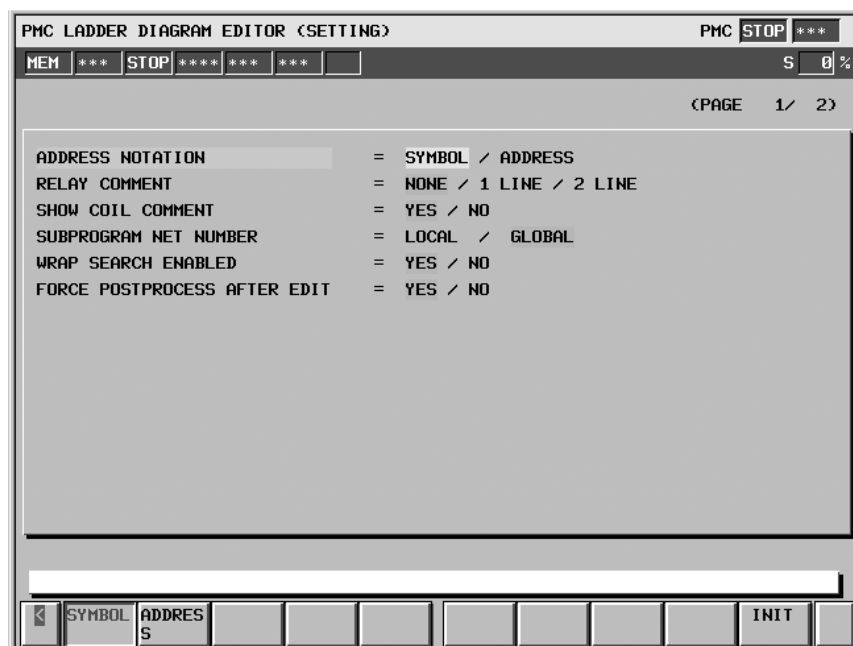 PMC LADDER DIAGRAM EDITOR (SETTING) PMC STOP ***
MEM *** STOP **** *** *** S 0 %
(PAGE 1/ 2)
ADDRESS NOTATION = SYMBOL / ADDRESS
RELAY COMMENT = NONE / 1 LINE / 2 LINE
SHOW COIL COMMENT = YES / NO
SUBPROGRAM NET NUMBER = LOCAL / GLOBAL
WRAP SEARCH ENABLED = YES / NO
FORCE POSTPROCESS AFTER EDIT = YES / NO
< SYMBOL ADDRES INIT
S